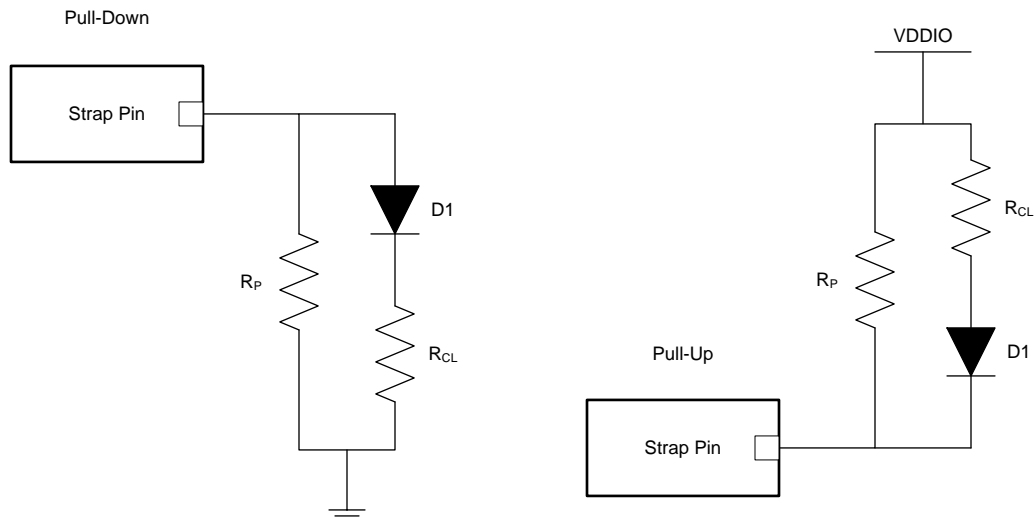 Pull-Down
Strap Pin
D1
RP
RCL
VDDIO
RCL
RP
D1
Pull-Up
Strap Pin